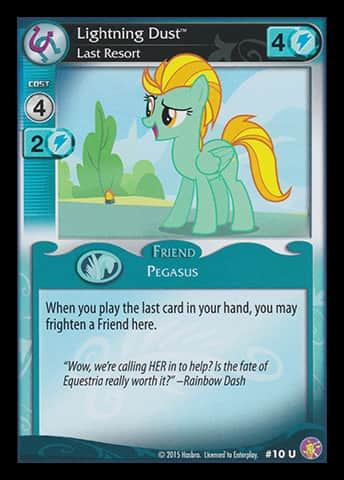 Lightning Dust™
Last Resort
4
COST
4
2
FRIEND
PEGASUS
When you play the last card in your hand, you may
frighten a Friend here.
“Wow, we’re calling HER in to help? Is the fate of
Equestria really worth it?” –Rainbow Dash
© 2015 Hasbro. Licensed to Enterplay.
#10 U